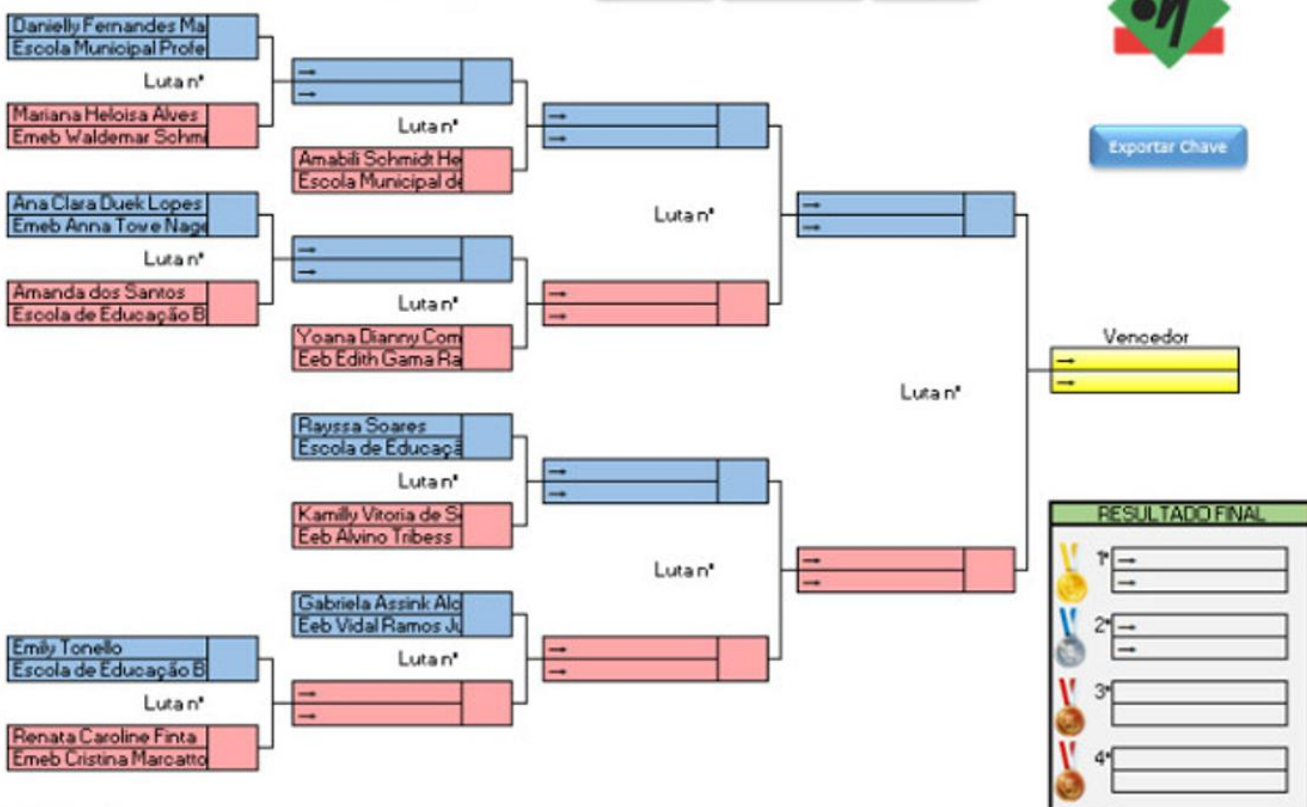 Danielly Fernandes Ma
Escola Municipal Profe
Luta nº
Mariana Heloisa Alves
Emeb Waldemar Schmi
Luta nº
Amabili Schmidt He
Escola Municipal de
Ana Clara Duek Lopes
Emeb Anna Towe Nage
Luta nº
Amanda dos Santos
Escola de Educação B
Luta nº
Yoana Dianny Com
Eeb Edith Gama Ra
Luta nº
Rayssa Soares
Escola de Educaçã
Luta nº
Kamilly Vitoria de S
Eeb Alvino Tribess
Gabriela Assink Alc
Eeb Vidal Ramos Ju
Luta nº
Emily Tonello
Escola de Educação B
Luta nº
Renata Caroline Finta
Emeb Cristina Marcatto
Luta nº
Luta nº
Exportar Chave
Vencedor
RESULTADO FINAL
1º
2º
3º
4º